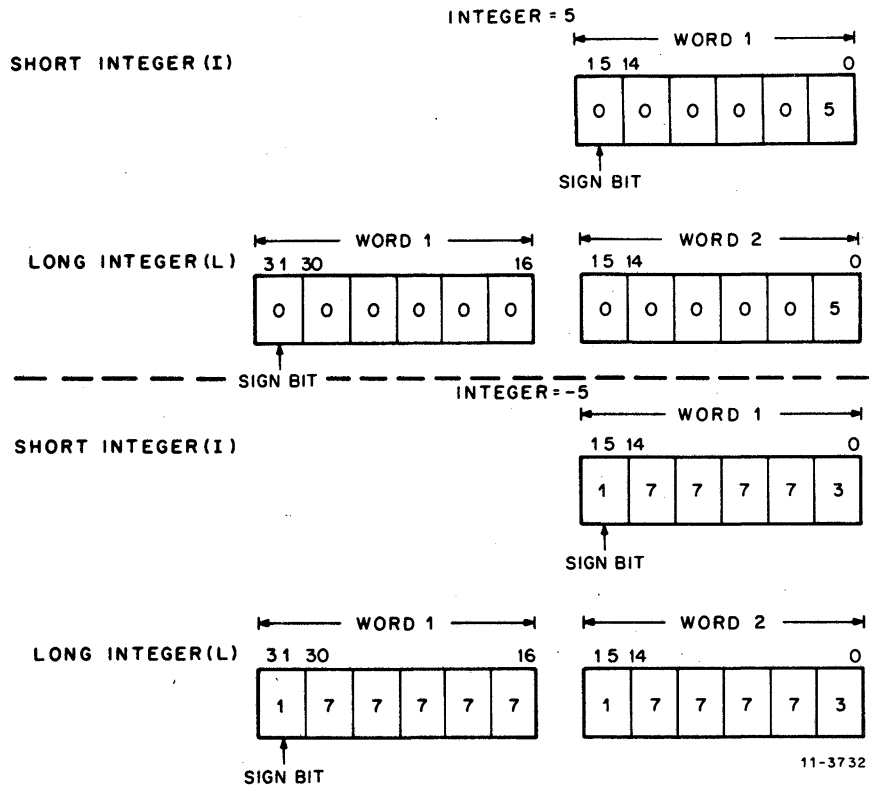 INTEGER = 5
WORD 1
SHORT INTEGER (I)
15 14 0
0 0 0 0 0 5
SIGN BIT
WORD 1 WORD 2
LONG INTEGER (L)
31 30 16 15 14 0
0 0 0 0 0 0 0 0 0 0 0 5
SIGN BIT
INTEGER = -5
WORD 1
SHORT INTEGER (I)
15 14 0
1 7 7 7 7 3
SIGN BIT
WORD 1 WORD 2
LONG INTEGER (L)
31 30 16 15 14 0
1 7 7 7 7 7 1 7 7 7 7 3
SIGN BIT
11-3732